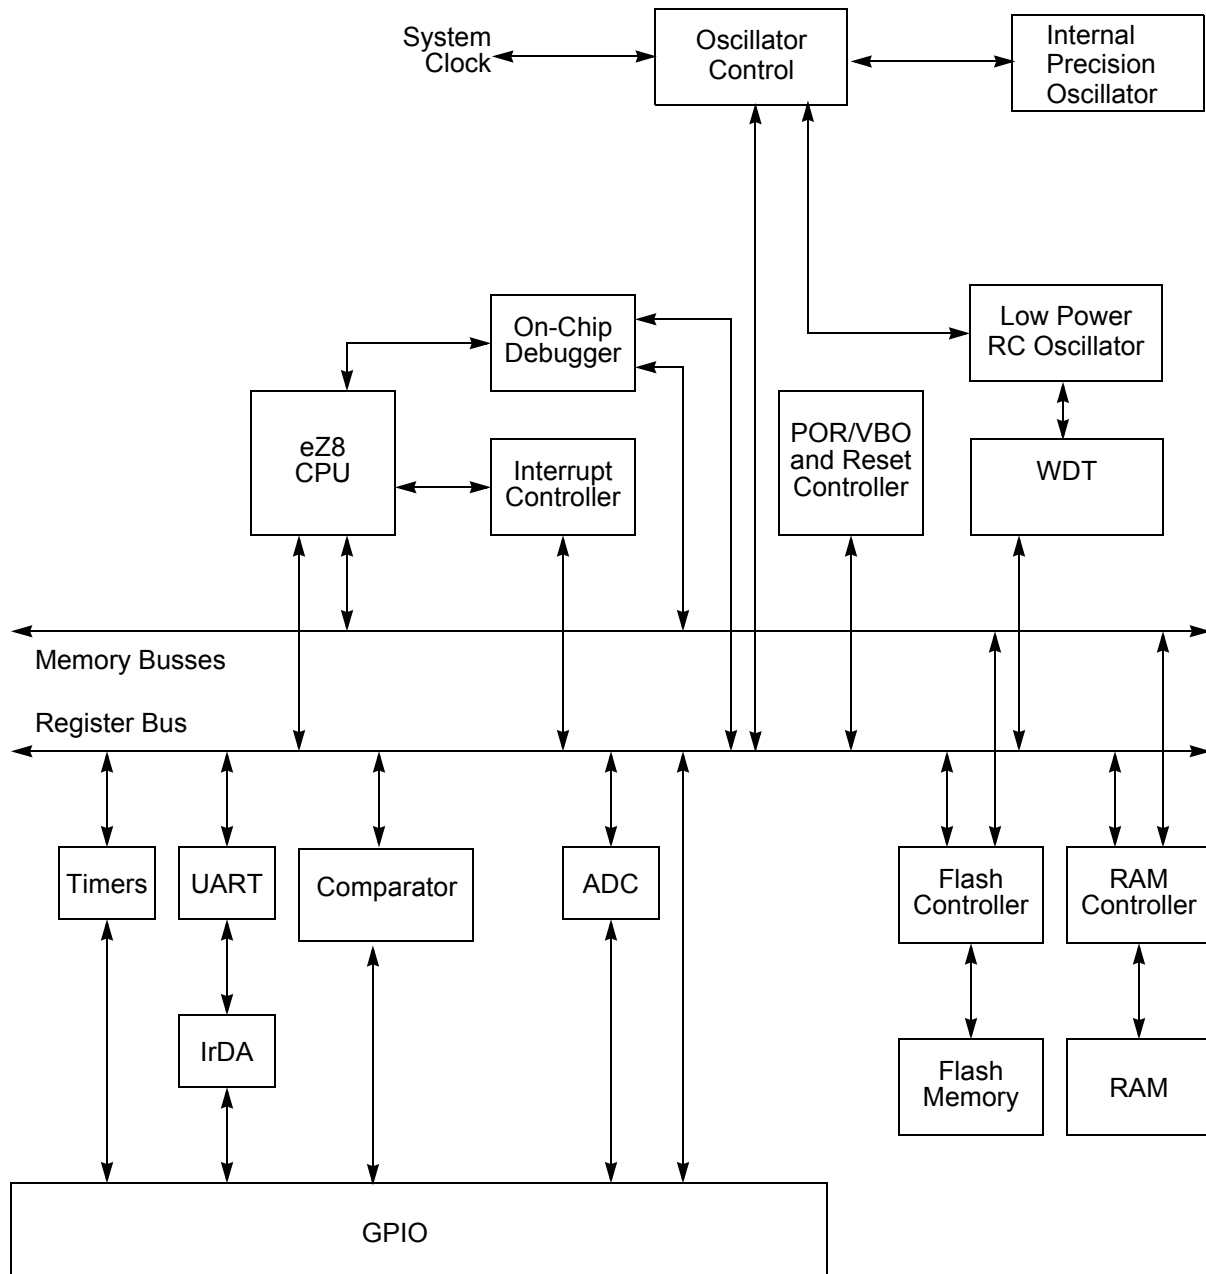 System
Clock
Oscillator
Control
Internal
Precision
Oscillator
On-Chip
Debugger
Low Power
RC Oscillator
eZ8
CPU
Interrupt
Controller
POR/VBO
and Reset
Controller
WDT
Memory Busses
Register Bus
Timers
UART
Comparator
ADC
Flash
Controller
RAM
Controller
IrDA
Flash
Memory
RAM
GPIO